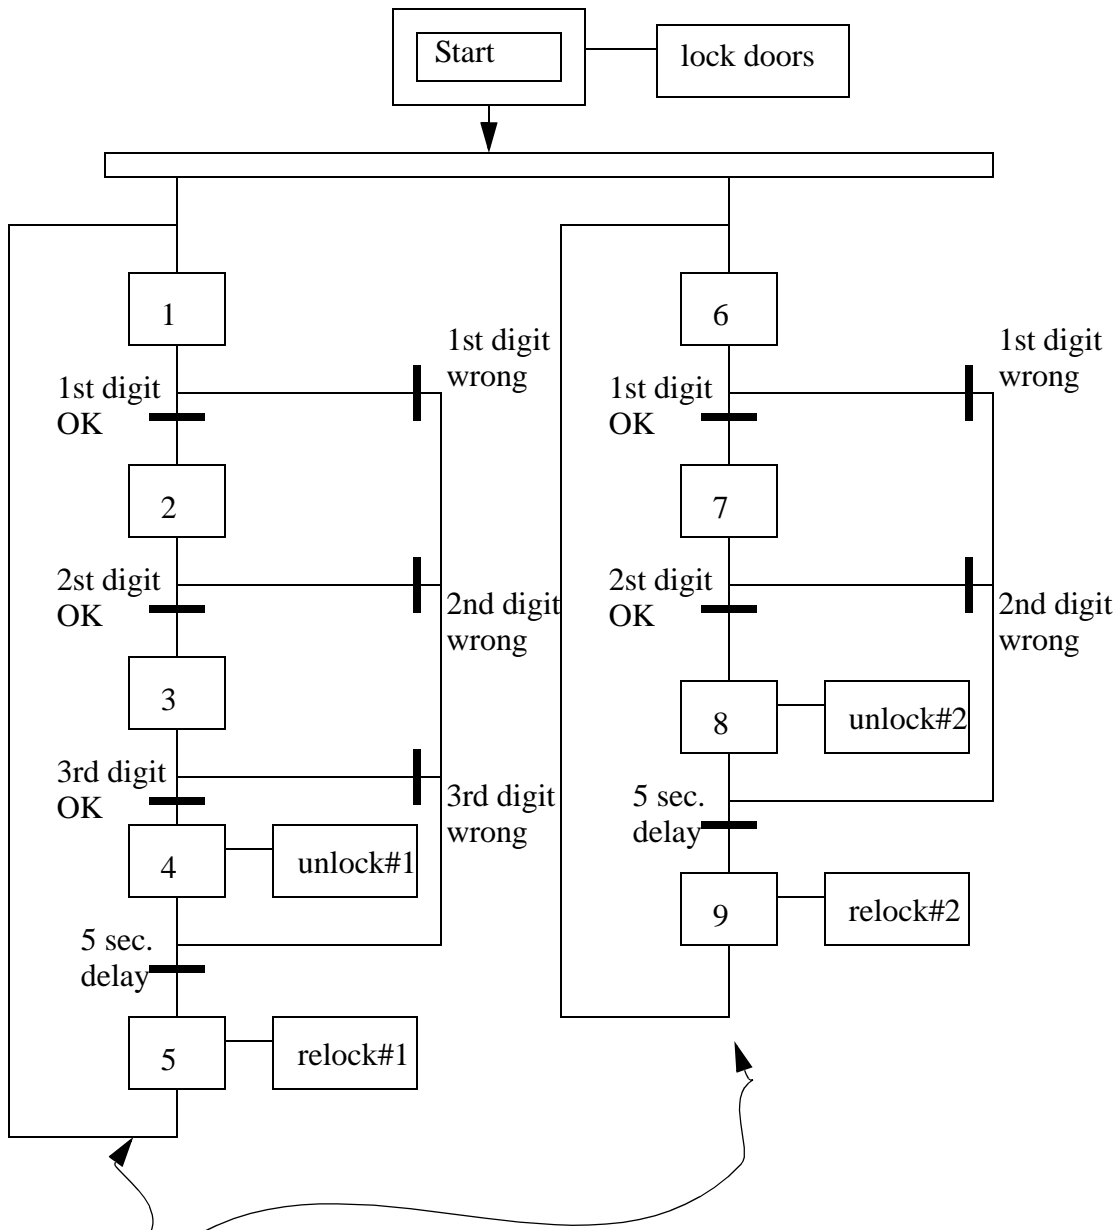 Start
lock doors
1
1st digit
OK
1st digit
wrong
2
2st digit
OK
2nd digit
wrong
3
3rd digit
OK
3rd digit
wrong
4
unlock#1
5 sec.
delay
5
relock#1
6
1st digit
OK
1st digit
wrong
7
2st digit
OK
2nd digit
wrong
8
unlock#2
5 sec.
delay
9
relock#2